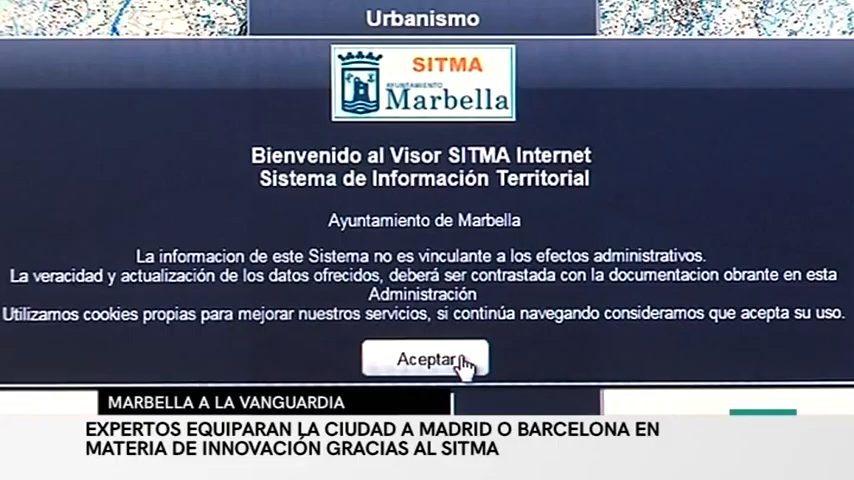 Urbanismo
SITMA
AYUNTAMIENTO
Marbella
Bienvenido al Visor SITMA Internet
Sistema de Información Territorial
Ayuntamiento de Marbella
La informacion de este Sistema no es vinculante a los efectos administrativos.
La veracidad y actualización de los datos ofrecidos, deberá ser contrastada con la documentacion obrante en esta
Administración
Utilizamos cookies propias para mejorar nuestros servicios, si continúa navegando consideramos que acepta su uso.
Aceptar
MARBELLA A LA VANGUARDIA
EXPERTOS EQUIPARAN LA CIUDAD A MADRID O BARCELONA EN
MATERIA DE INNOVACIÓN GRACIAS AL SITMA